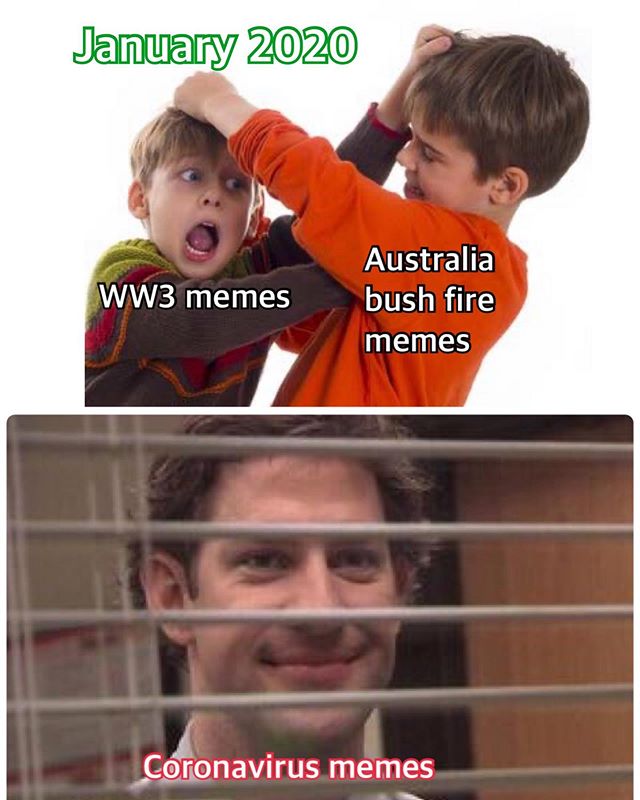 January 2020
WW3 memes
Australia
bush fire
memes
Coronavirus memes